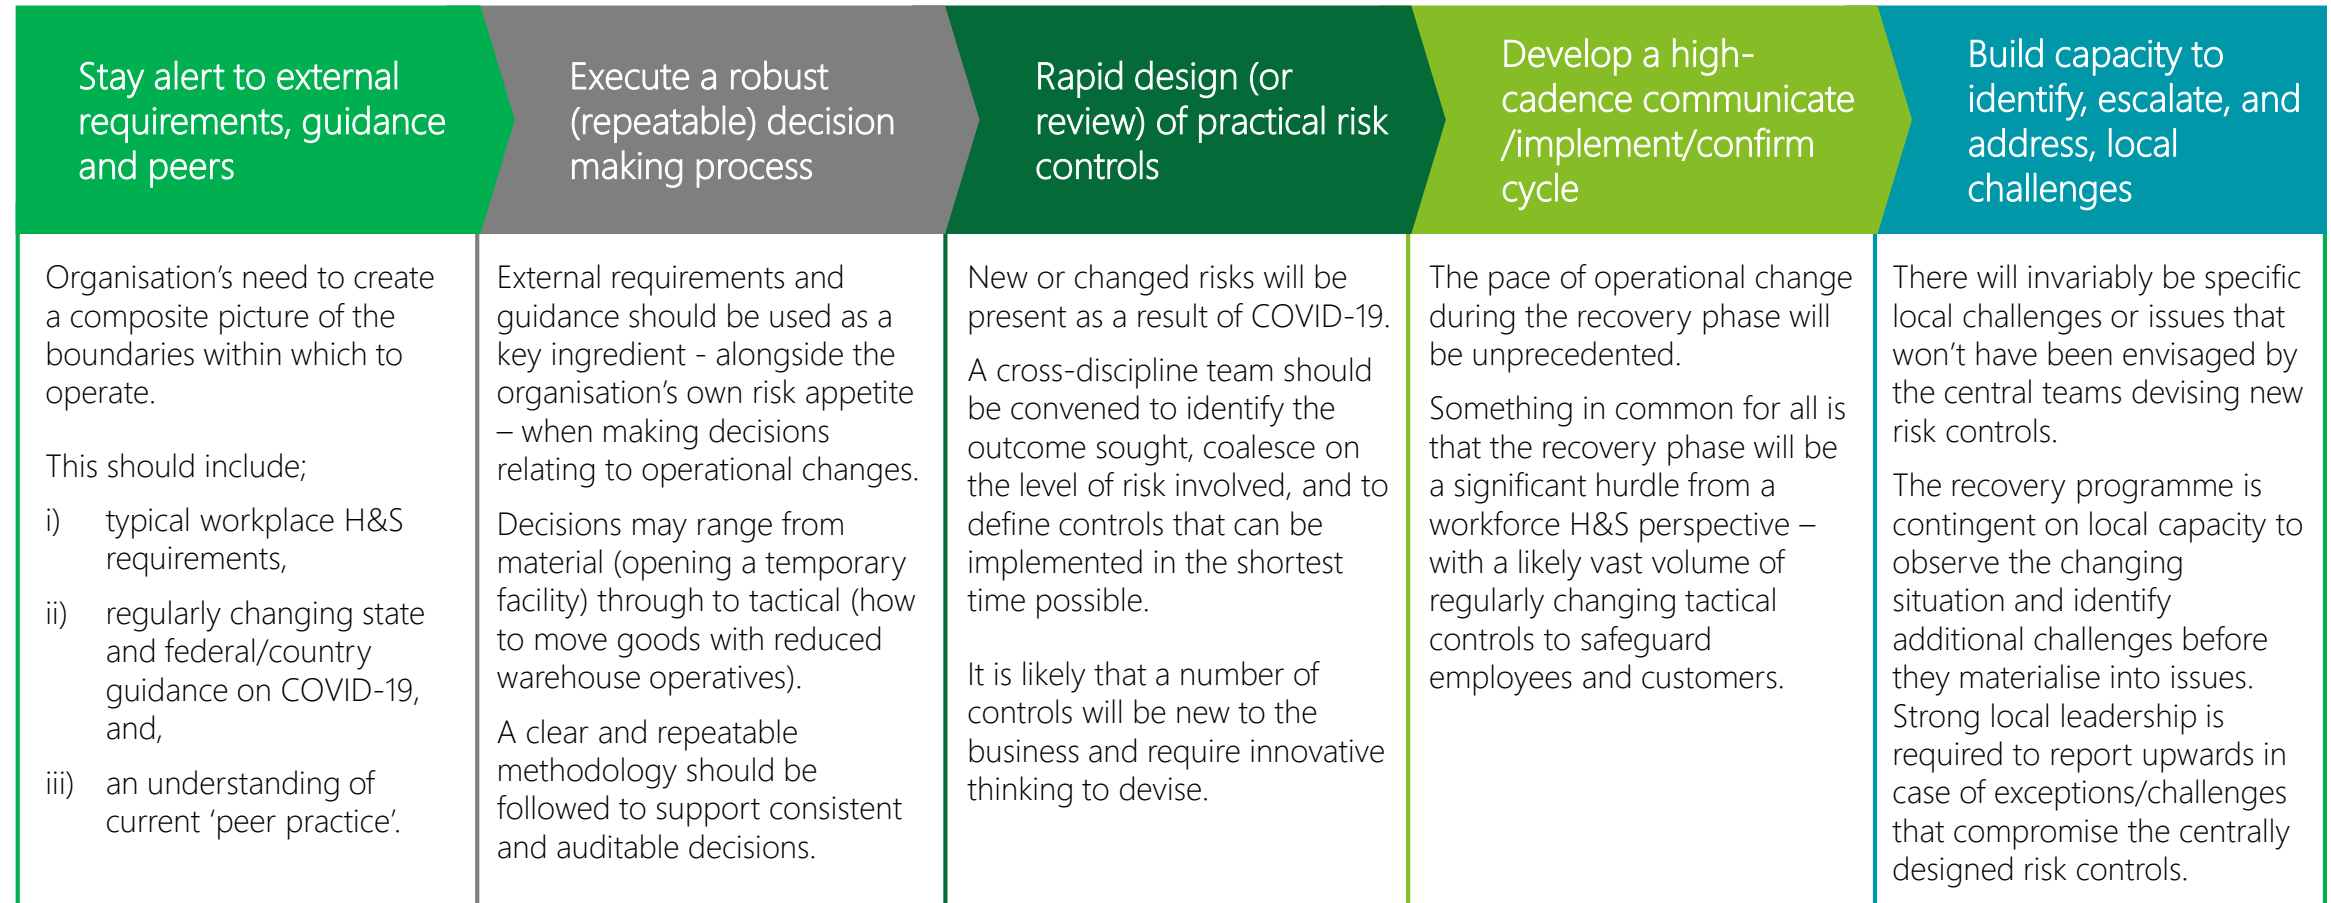 Stay alert to external
requirements, guidance
and peers
Execute a robust
(repeatable) decision
making process
Rapid design (or
review) of practical risk
controls
Develop a high-
cadence communicate
/implement/confirm
cycle
Build capacity to
identify, escalate, and
address, local
challenges
Organisation's need to create
a composite picture of the
boundaries within which to
operate.
This should include;
i) typical workplace H&S
requirements,
ii) regularly changing state
and federal/country
guidance on COVID-19,
and,
iii) an understanding of
current 'peer practice'.
External requirements and
guidance should be used as a
key ingredient - alongside the
organisation's own risk appetite
– when making decisions
relating to operational changes.
Decisions may range from
material (opening a temporary
facility) through to tactical (how
to move goods with reduced
warehouse operatives).
A clear and repeatable
methodology should be
followed to support consistent
and auditable decisions.
New or changed risks will be
present as a result of COVID-19.
A cross-discipline team should
be convened to identify the
outcome sought, coalesce on
the level of risk involved, and to
define controls that can be
implemented in the shortest
time possible.
It is likely that a number of
controls will be new to the
business and require innovative
thinking to devise.
The pace of operational change
during the recovery phase will
be unprecedented.
Something in common for all is
that the recovery phase will be
a significant hurdle from a
workforce H&S perspective –
with a likely vast volume of
regularly changing tactical
controls to safeguard
employees and customers.
There will invariably be specific
local challenges or issues that
won't have been envisaged by
the central teams devising new
risk controls.
The recovery programme is
contingent on local capacity to
observe the changing
situation and identify
additional challenges before
they materialise into issues.
Strong local leadership is
required to report upwards in
case of exceptions/challenges
that compromise the centrally
designed risk controls.